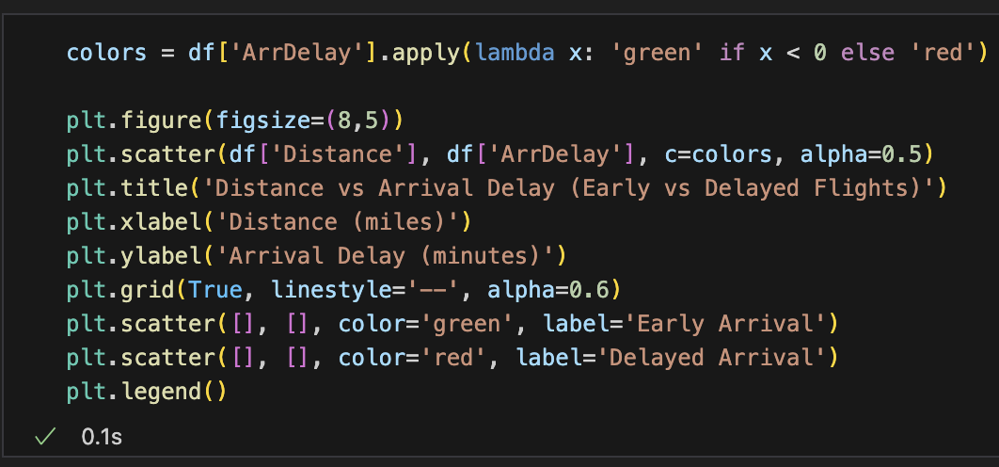 colors = df['ArrDelay'].apply(lambda x: 'green' if x < 0 else 'red')
plt.figure(figsize=(8,5))
plt.scatter(df['Distance'], df['ArrDelay'], c=colors, alpha=0.5)
plt.title('Distance vs Arrival Delay (Early vs Delayed Flights)')
plt.xlabel('Distance (miles)')
plt.ylabel('Arrival Delay (minutes)')
plt.grid(True, linestyle='--', alpha=0.6)
plt.scatter([], [], color='green', label='Early Arrival')
plt.scatter([], [], color='red', label='Delayed Arrival')
plt.legend()
✓ 0.1s